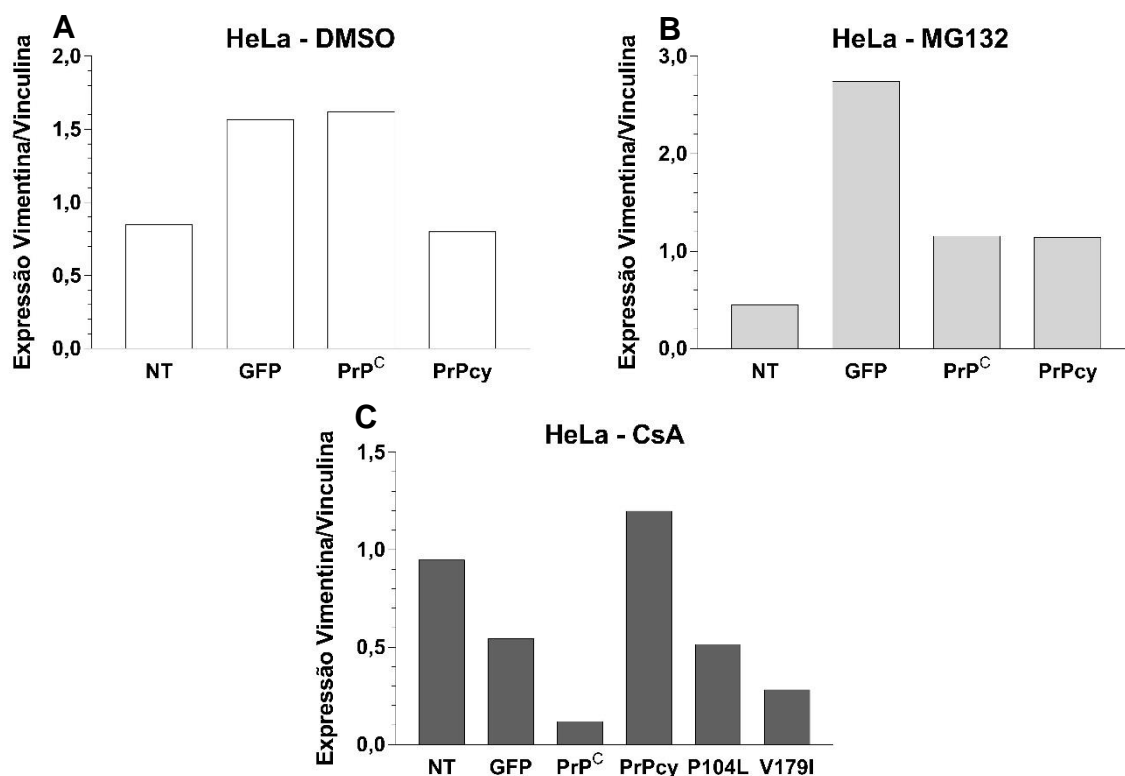 A
HeLa - DMSO
Expressão Vimentina/Vinculina
2,0
1,5
1,0
0,5
0,0
NT GFP PrP^C PrPcy
B
HeLa - MG132
Expressão Vimentina/Vinculina
3,0
2,0
1,0
0,0
NT GFP PrP^C PrPcy
C
HeLa - CsA
Expressão Vimentina/Vinculina
1,5
1,0
0,5
0,0
NT GFP PrP^C PrPcy P104L V179I